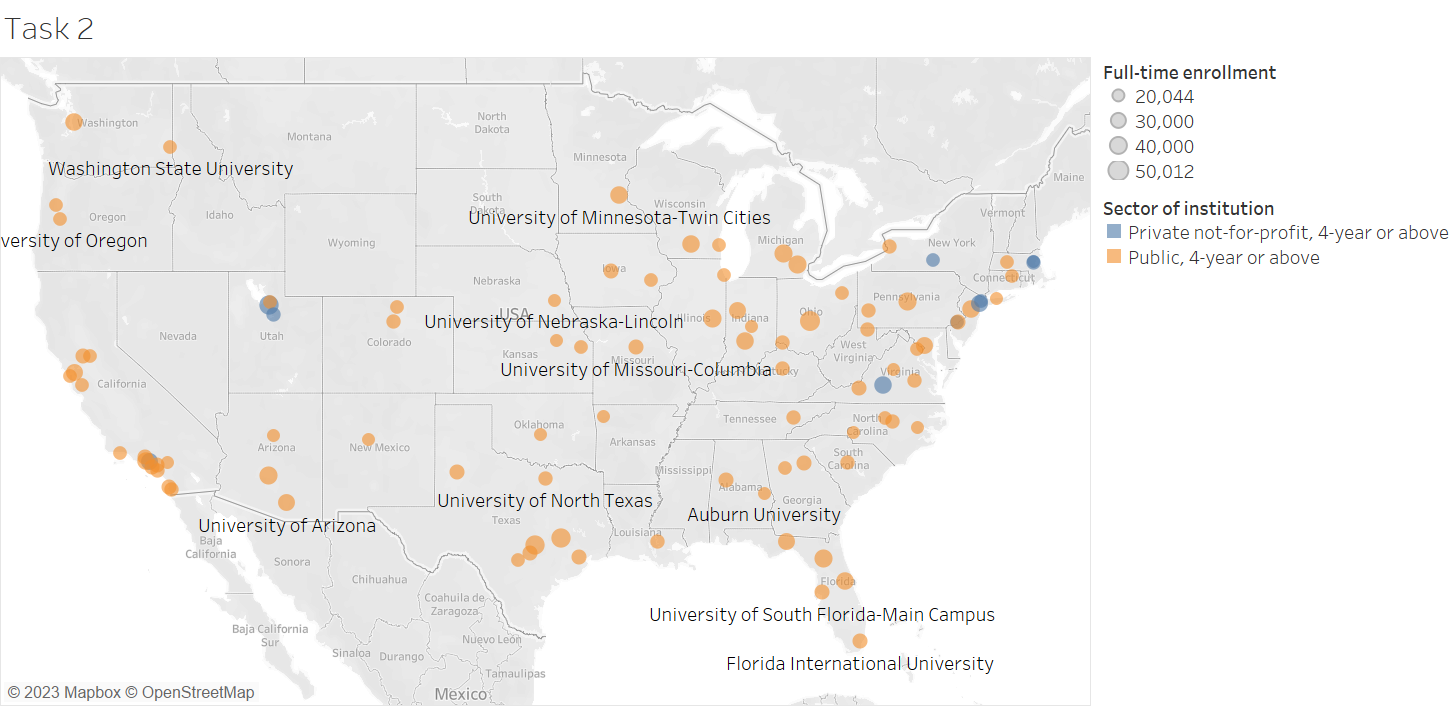 Task 2
Full-time enrollment
20,044
30,000
40,000
50,012
Sector of institution
Private not-for-profit, 4-year or above
Public, 4-year or above
Washington
Montana
North
Dakota
Minnesota
Maine
Washington State University
South
Dakota
Wisconsin
Vermont
Oregon
Idaho
University of Minnesota-Twin Cities
versity of Oregon
Wyoming
Michigan
New York
Iowa
Connecticut
Nebraska
Pennsylvania
USA
Ohio
Indiana
University of Nebraska-Lincoln
Nevada
Utah
Colorado
Kansas
Missouri
West
Virginia
University of Missouri-Columbia
Virginia
California
Oklahoma
Tennessee
North
Carolina
Arizona
New Mexico
Arkansas
South
Carolina
Mississippi
Alabama
Georgia
University of North Texas
Auburn University
Texas
University of Arizona
Louisiana
Baja
California
Sonora
Chihuahua
Florida
Coahuila de
Zaragoza
University of South Florida-Main Campus
Baja California
Sur
Nuevo León
Sinaloa
Durango
Florida International University
Tamaulipas
Mexico
© 2023 Mapbox © OpenStreetMap